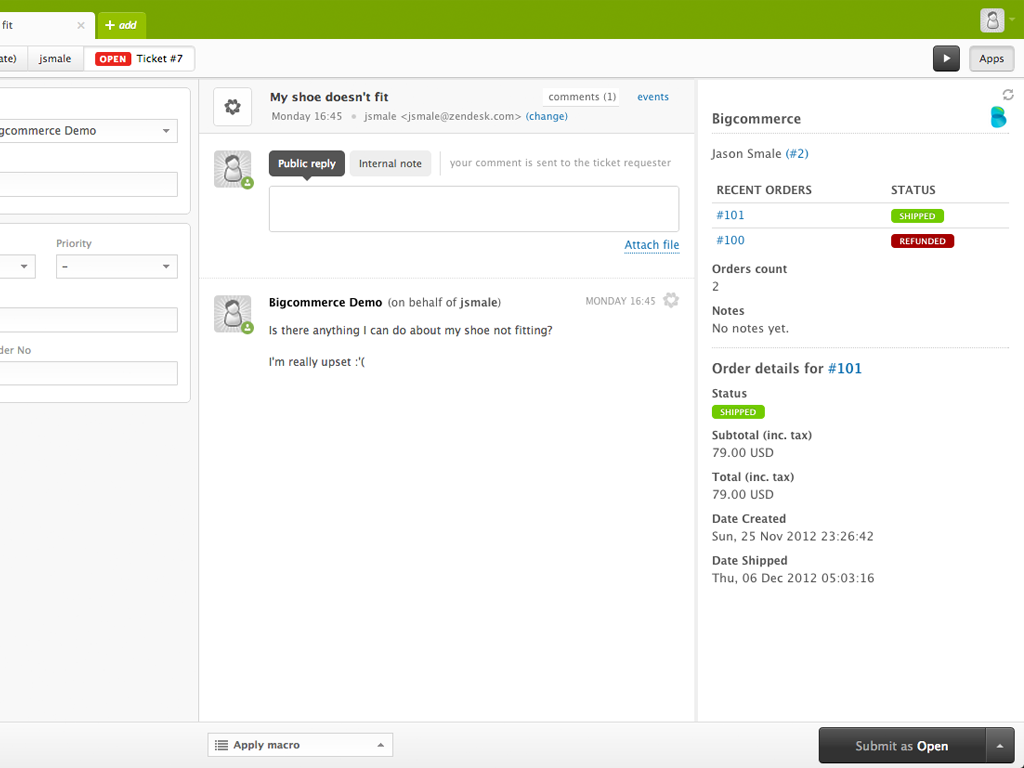 fit × + add
ate) jsmale OPEN Ticket #7 Apps
gcommerce Demo
Priority
–
der No
My shoe doesn't fit comments (1) events
Monday 16:45 jsmale <jsmale@zendesk.com> (change)
Public reply Internal note your comment is sent to the ticket requester
Attach file
Bigcommerce Demo (on behalf of jsmale) MONDAY 16:45
Is there anything I can do about my shoe not fitting?
I'm really upset :'(
Apply macro
Bigcommerce
Jason Smale (#2)
RECENT ORDERS STATUS
#101 SHIPPED
#100 REFUNDED
Orders count
2
Notes
No notes yet.
Order details for #101
Status
SHIPPED
Subtotal (inc. tax)
79.00 USD
Total (inc. tax)
79.00 USD
Date Created
Sun, 25 Nov 2012 23:26:42
Date Shipped
Thu, 06 Dec 2012 05:03:16
Submit as Open